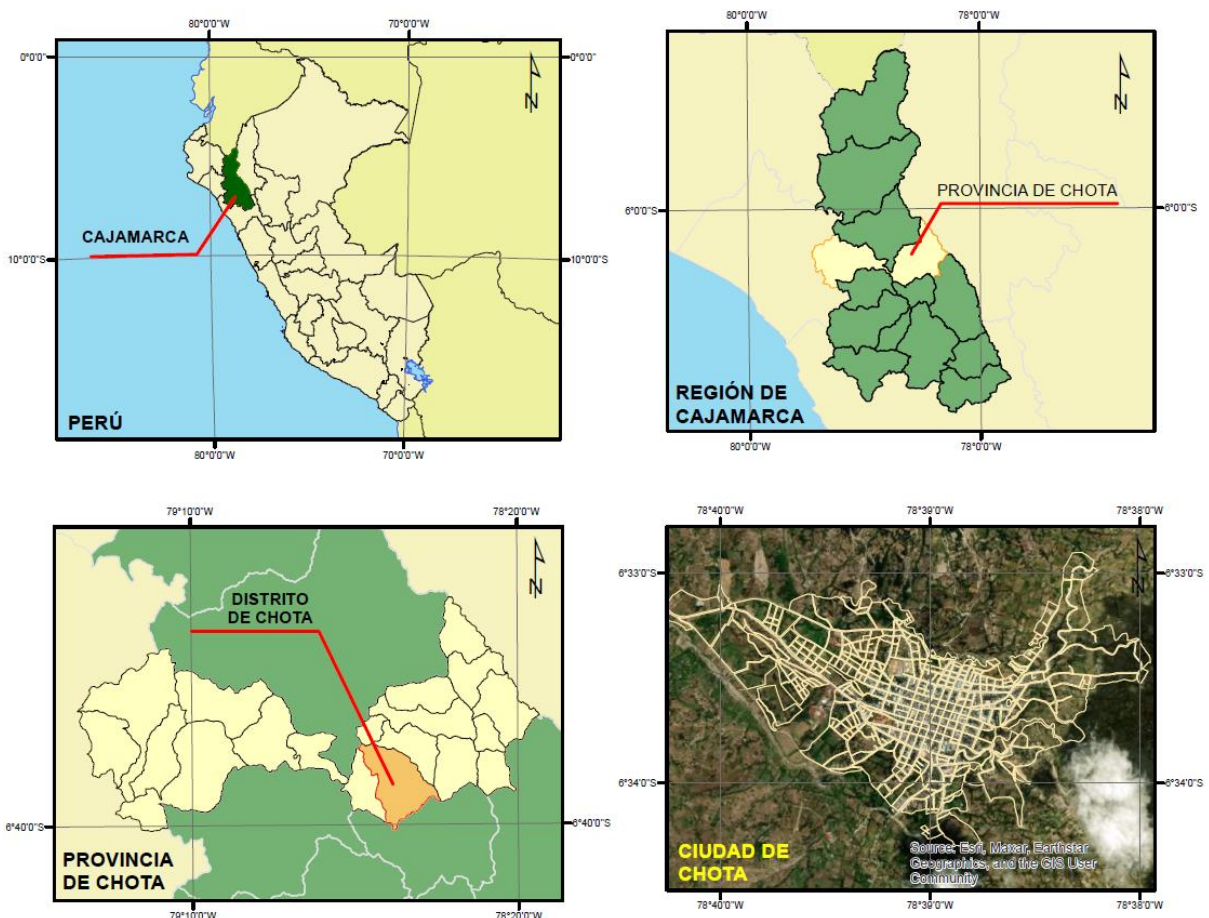 80°0'0"W 70°0'0"W
0°0'0"
0°0'0"
N
CAJAMARCA
10°0'0"S
10°0'0"S
PERÚ
80°0'0"W 70°0'0"W
80°0'0"W 78°0'0"W
N
PROVINCIA DE CHOTA
6°0'0"S
6°0'0"S
REGIÓN DE
CAJAMARCA
80°0'0"W 78°0'0"W
79°10'0"W 78°20'0"W
N
DISTRITO
DE CHOTA
6°40'0"S
6°40'0"S
PROVINCIA
DE CHOTA
79°10'0"W 78°20'0"W
78°40'0"W 78°39'0"W 78°38'0"W
N
6°33'0"S
6°33'0"S
6°34'0"S
6°34'0"S
CIUDAD DE
CHOTA
Source: Esri, Maxar, Earthstar
Geographics, and the GIS User
Community
78°40'0"W 78°39'0"W 78°38'0"W